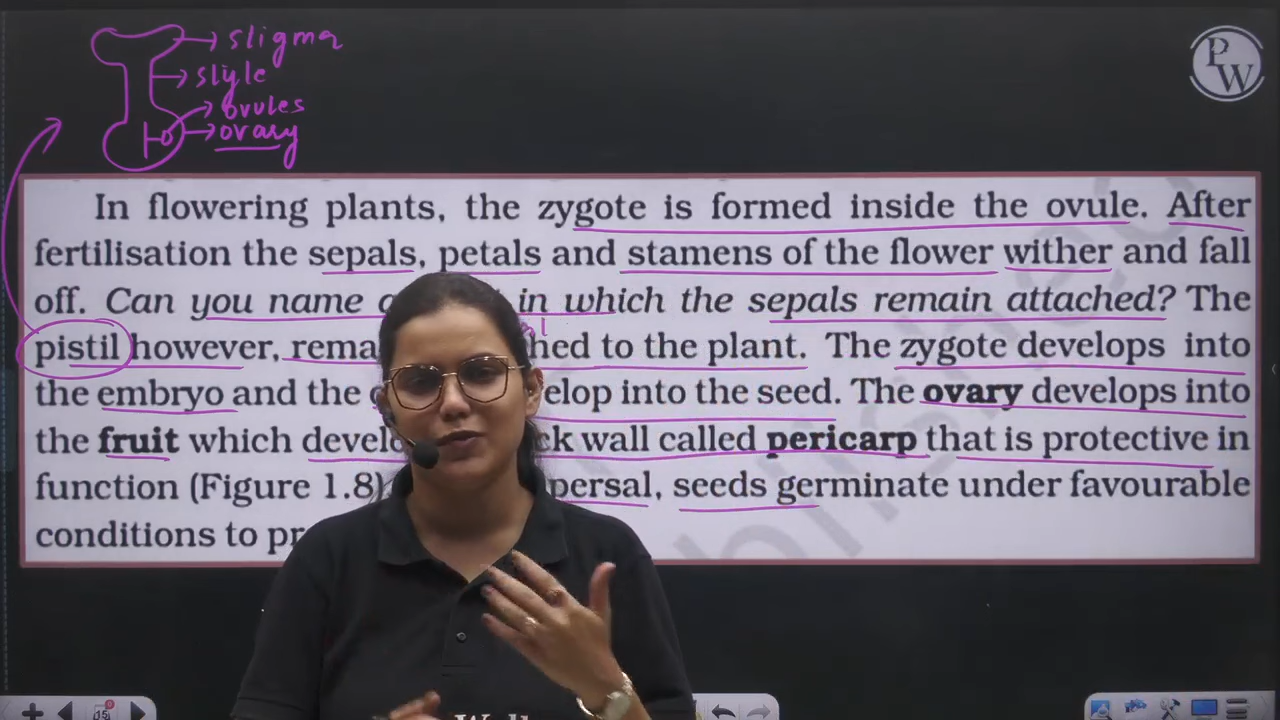 stigma
style
ovules
ovary
PW
In flowering plants, the zygote is formed inside the ovule. After
fertilisation the sepals, petals and stamens of the flower wither and fall
off. Can you name in which the sepals remain attached? The
pistil however, rema hed to the plant. The zygote develops into
the embryo and the elop into the seed. The ovary develops into
the fruit which devel ck wall called pericarp that is protective in
function (Figure 1.8) persal, seeds germinate under favourable
conditions to pr
15